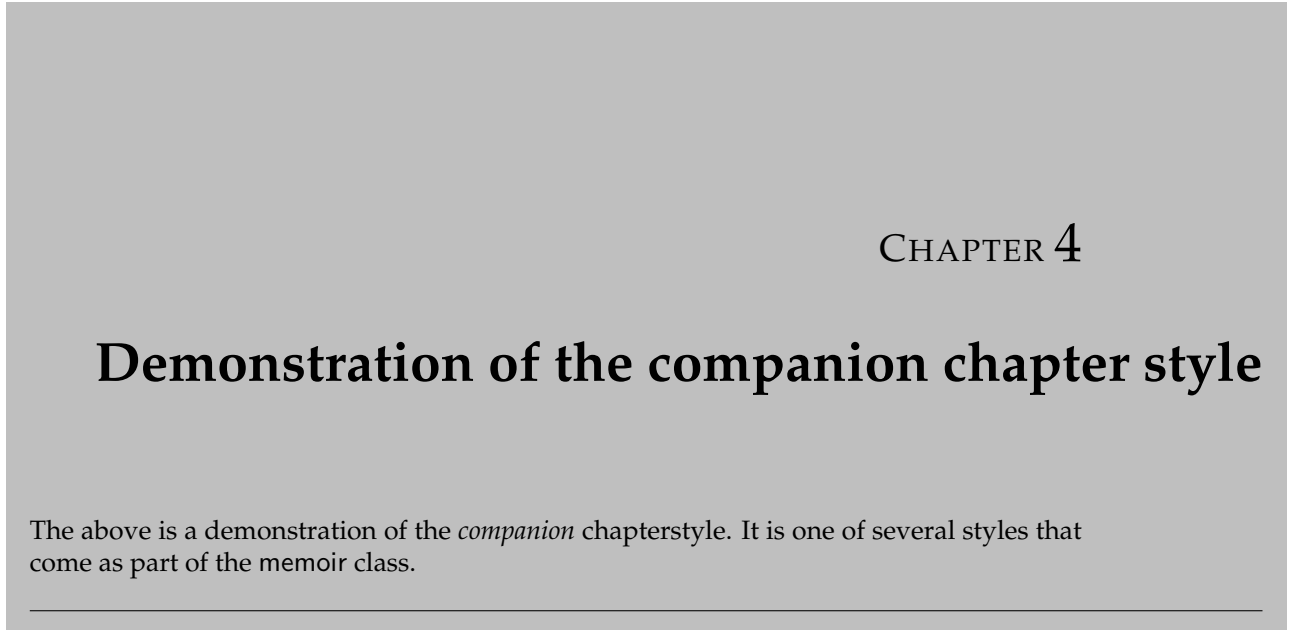 CHAPTER 4
Demonstration of the companion chapter style
The above is a demonstration of the companion chapterstyle. It is one of several styles that
come as part of the memoir class.